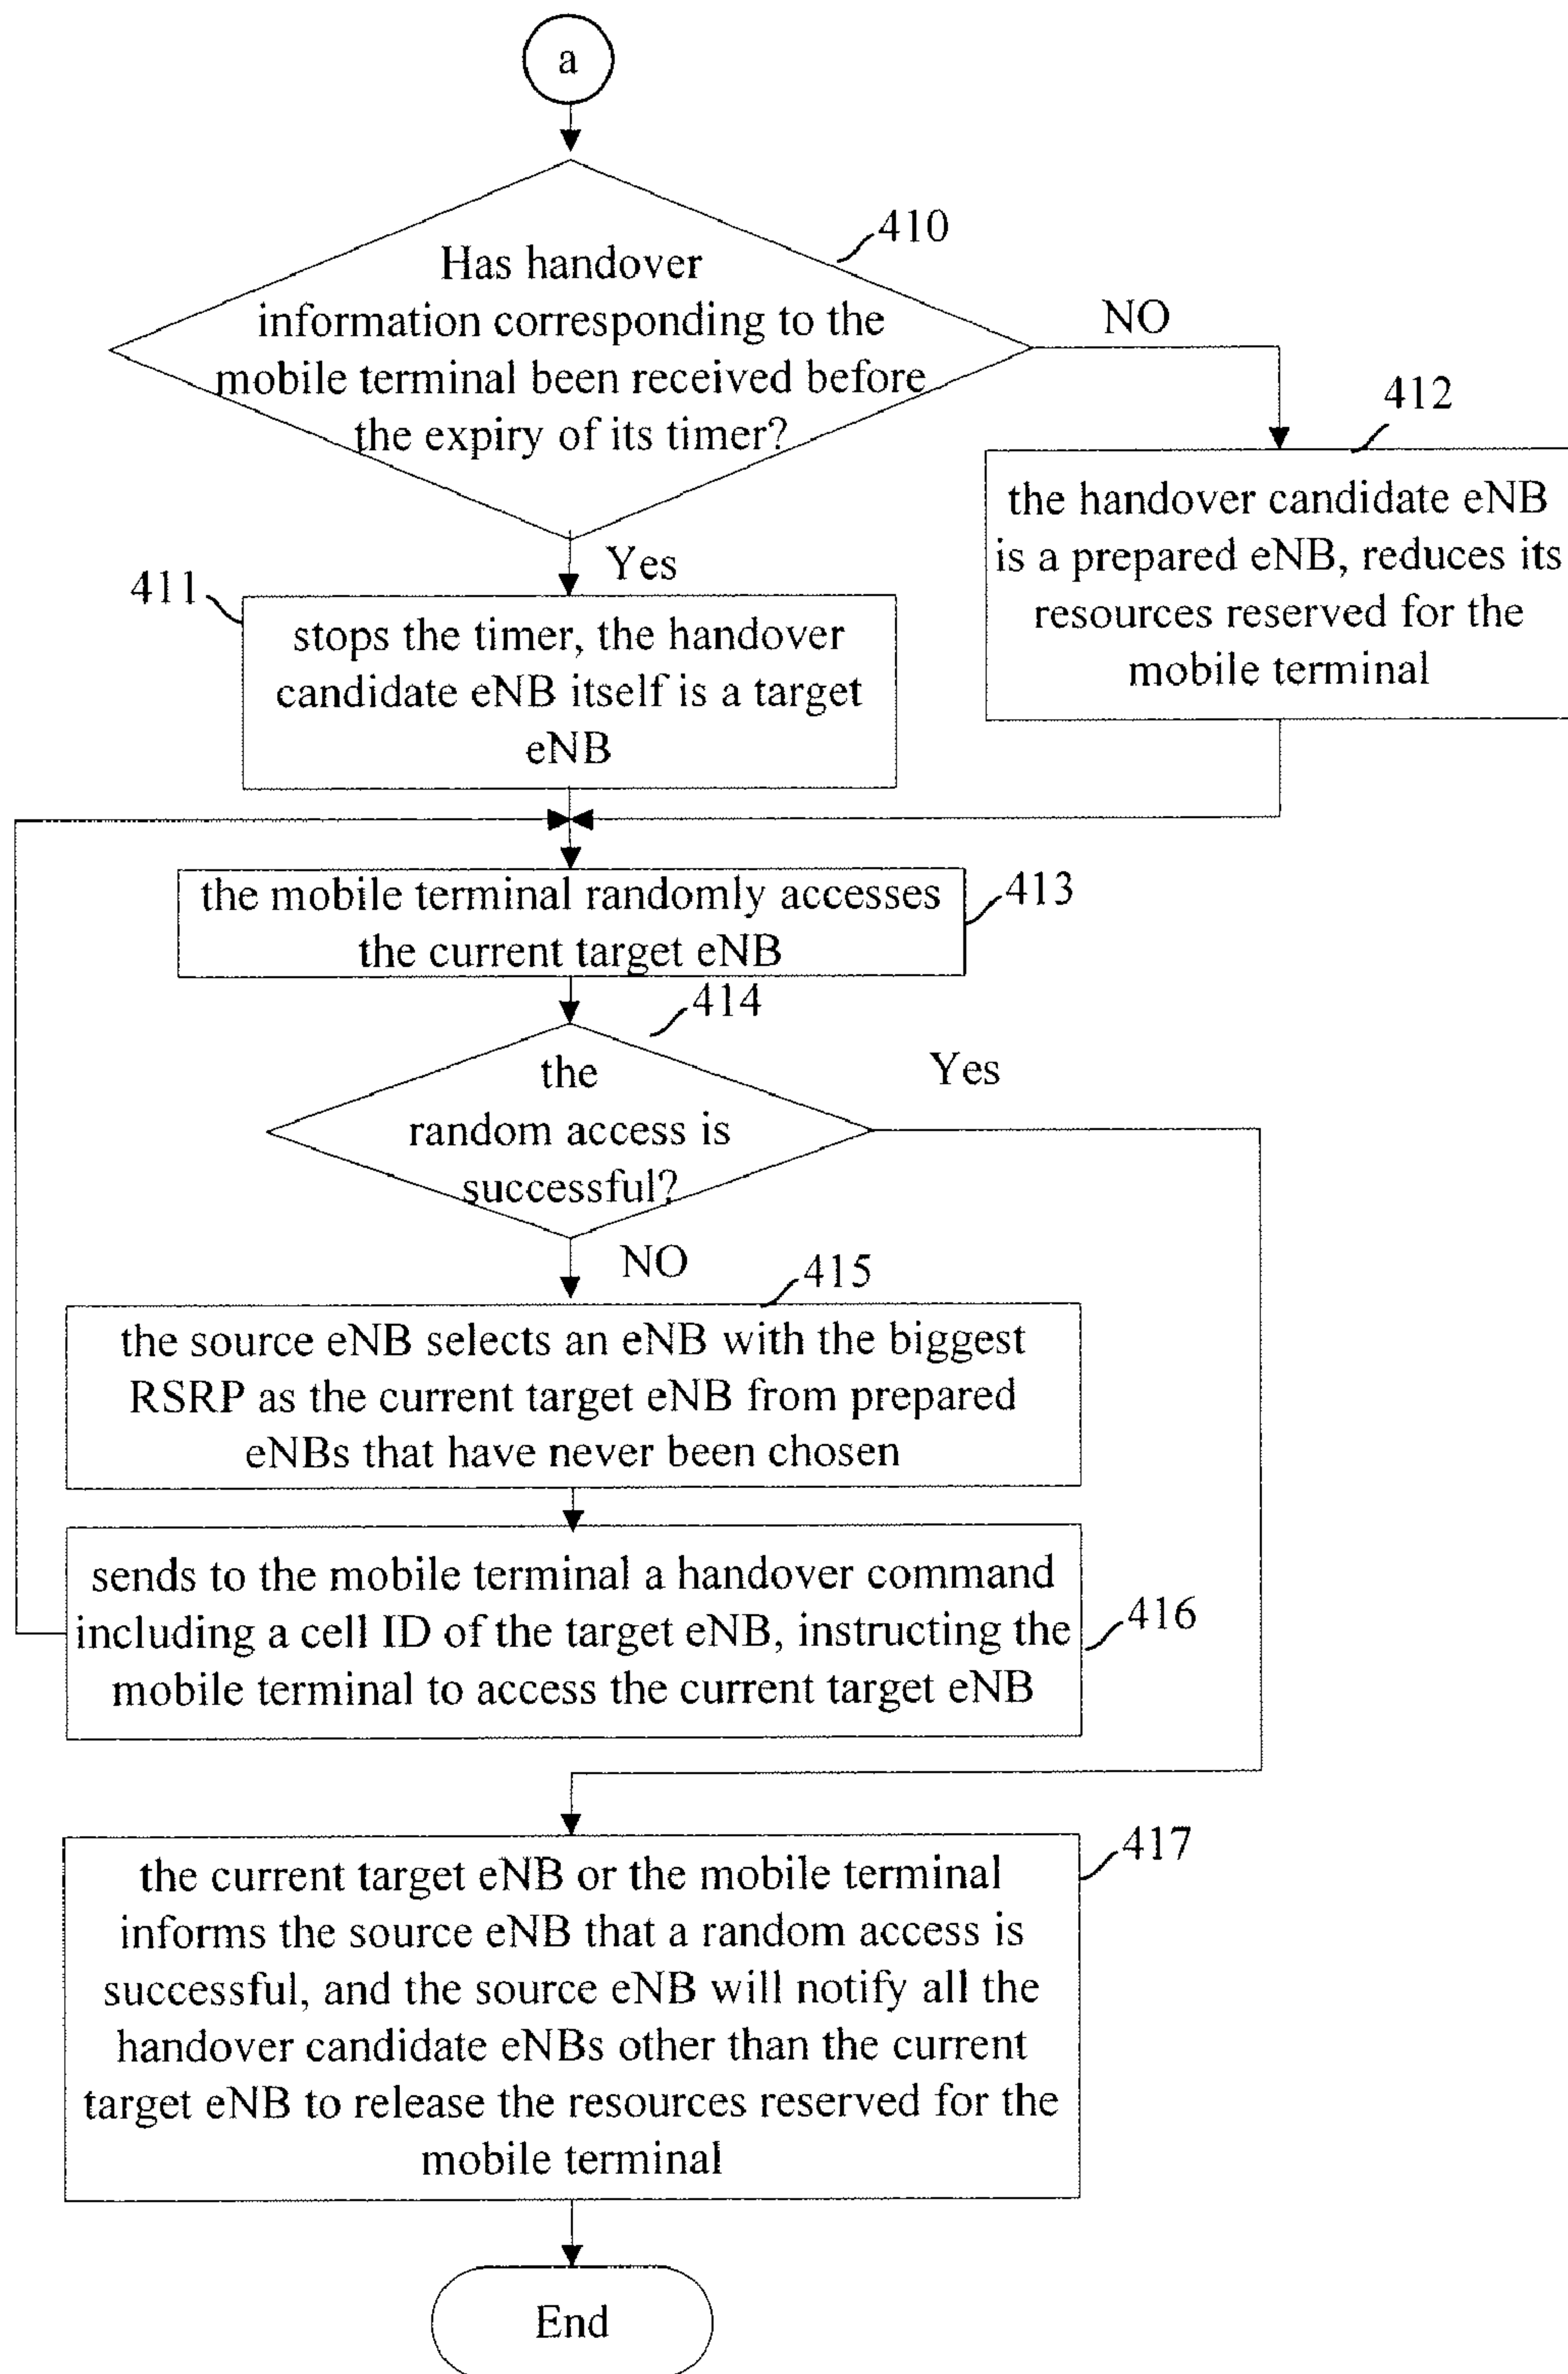 a
410
Has handover
information corresponding to the
mobile terminal been received before
the expiry of its timer?
NO
412
the handover candidate eNB
is a prepared eNB, reduces its
resources reserved for the
mobile terminal
Yes
411
stops the timer, the handover
candidate eNB itself is a target
eNB
the mobile terminal randomly accesses
the current target eNB
413
414
the
random access is
successful?
Yes
NO
415
the source eNB selects an eNB with the biggest
RSRP as the current target eNB from prepared
eNBs that have never been chosen
sends to the mobile terminal a handover command
including a cell ID of the target eNB, instructing the
mobile terminal to access the current target eNB
416
417
the current target eNB or the mobile terminal
informs the source eNB that a random access is
successful, and the source eNB will notify all the
handover candidate eNBs other than the current
target eNB to release the resources reserved for the
mobile terminal
End